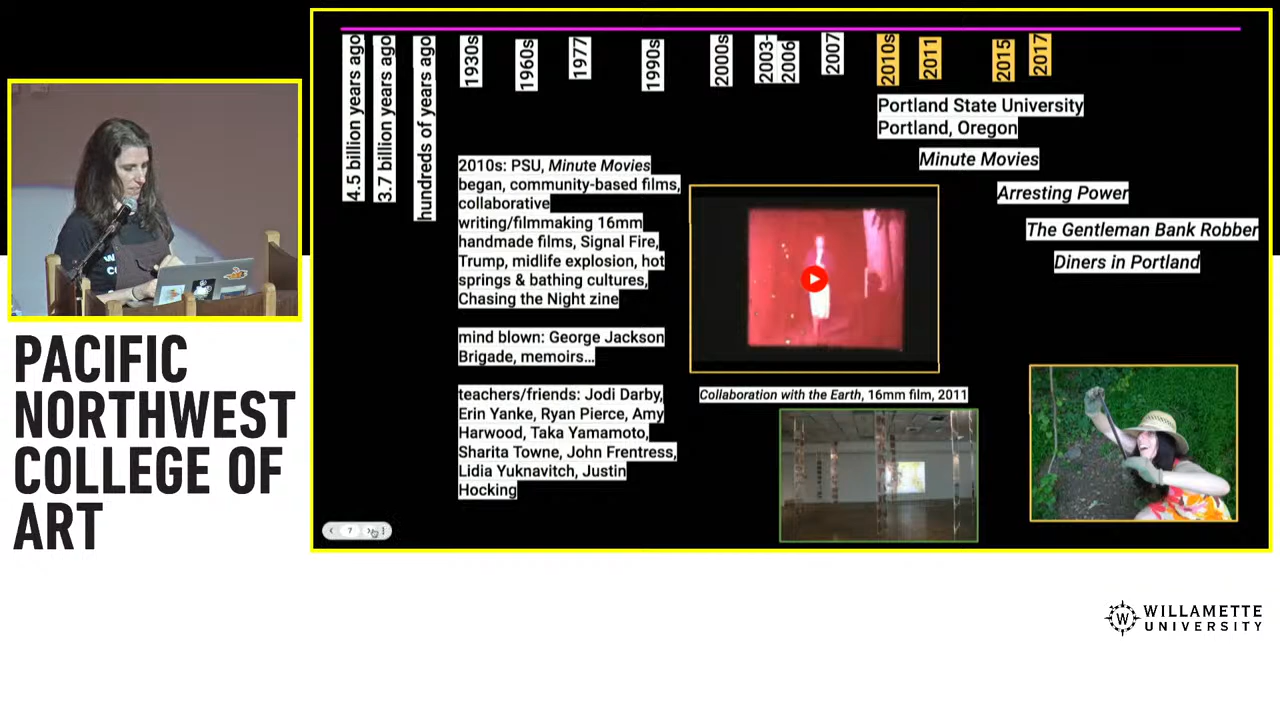 4.5 billion years ago
3.7 billion years ago
hundreds of years ago
1930s
1960s
1977
1990s
2000s
2003-
2006
2007
2010s
2011
2015
2017
Portland State University
Portland, Oregon
Minute Movies
Arresting Power
The Gentleman Bank Robber
Diners in Portland
2010s: PSU, Minute Movies
began, community-based films,
collaborative
writing/filmmaking 16mm
handmade films, Signal Fire,
Trump, midlife explosion, hot
springs & bathing cultures,
Chasing the Night zine
mind blown: George Jackson
Brigade, memoirs...
teachers/friends: Jodi Darby,
Erin Yanke, Ryan Pierce, Amy
Harwood, Taka Yamamoto,
Sharita Towne, John Frentress,
Lidia Yuknavitch, Justin
Hocking
Collaboration with the Earth, 16mm film, 2011
7
PACIFIC
NORTHWEST
COLLEGE OF
ART
WILLAMETTE
UNIVERSITY